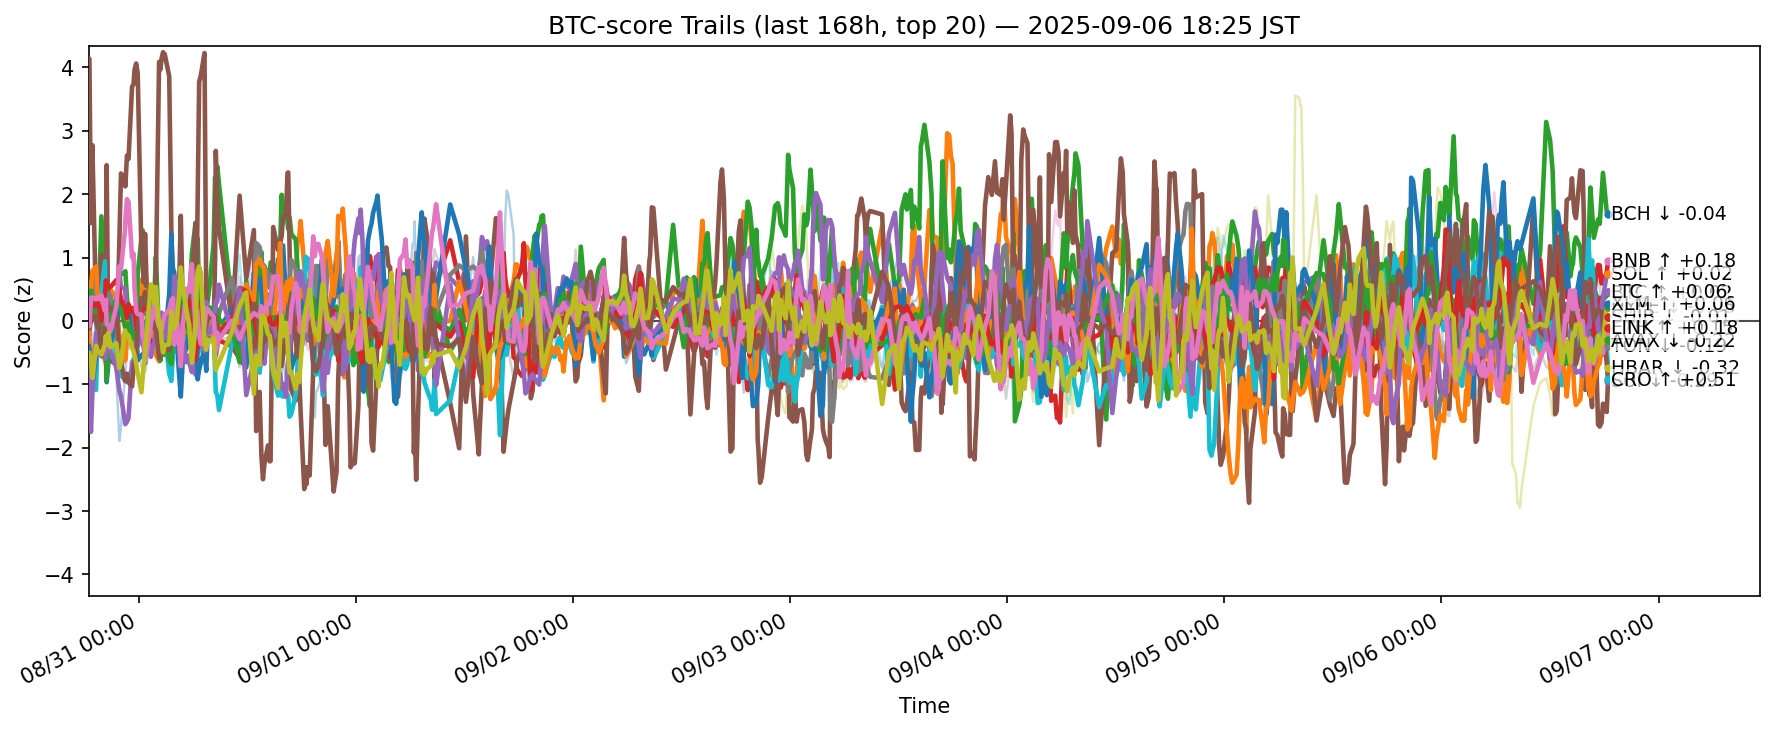 BTC-score Trails (last 168h, top 20) — 2025-09-06 18:25 JST
Score (z)
4
3
2
1
0
−1
−2
−3
−4
BCH ↓ -0.04
BNB ↑ +0.18
SOL ↑ +0.02
LTC ↑ +0.06
XLM ↑ +0.06
LINK ↑ +0.18
AVAX ↓
HBAR ↓ -0.32
CRO ↑ +0.51
08/31 00:00
09/01 00:00
09/02 00:00
09/03 00:00
09/04 00:00
09/05 00:00
09/06 00:00
09/07 00:00
Time